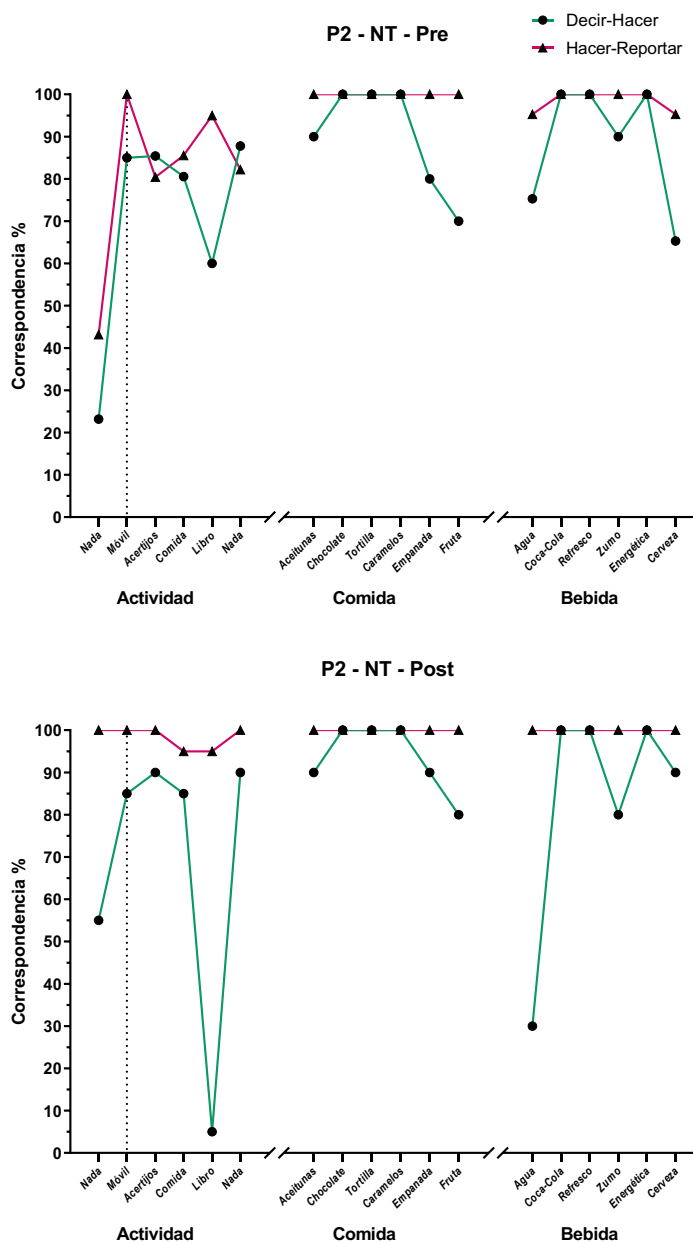 Decir-Hacer
P2 - NT - Pre
Hacer-Reportar
100
90
80
70
60
50
40
30
20
10
0
Correspondencia %
Nada
Móvil
Acertijos
Comida
Libro
Nada
Aceitunas
Chocolate
Tortilla
Caramelos
Empanada
Fruta
Agua
Coca-Cola
Refresco
Zumo
Energética
Cerveza
Actividad
Comida
Bebida
P2 - NT - Post
100
90
80
70
60
50
40
30
20
10
0
Correspondencia %
Nada
Móvil
Acertijos
Comida
Libro
Nada
Aceitunas
Chocolate
Tortilla
Caramelos
Empanada
Fruta
Agua
Coca-Cola
Refresco
Zumo
Energética
Cerveza
Actividad
Comida
Bebida